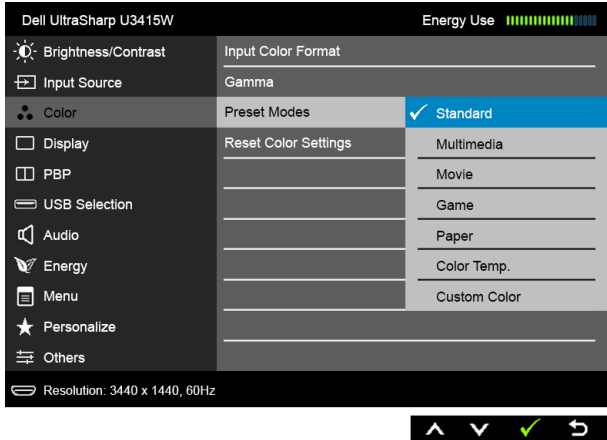 Dell UltraSharp U3415W Energy Use
Brightness/Contrast Input Color Format
Input Source Gamma
Color Preset Modes Standard
Display Reset Color Settings Multimedia
PBP Movie
USB Selection Game
Audio Paper
Energy Color Temp.
Menu Custom Color
Personalize
Others
Resolution: 3440 x 1440, 60Hz